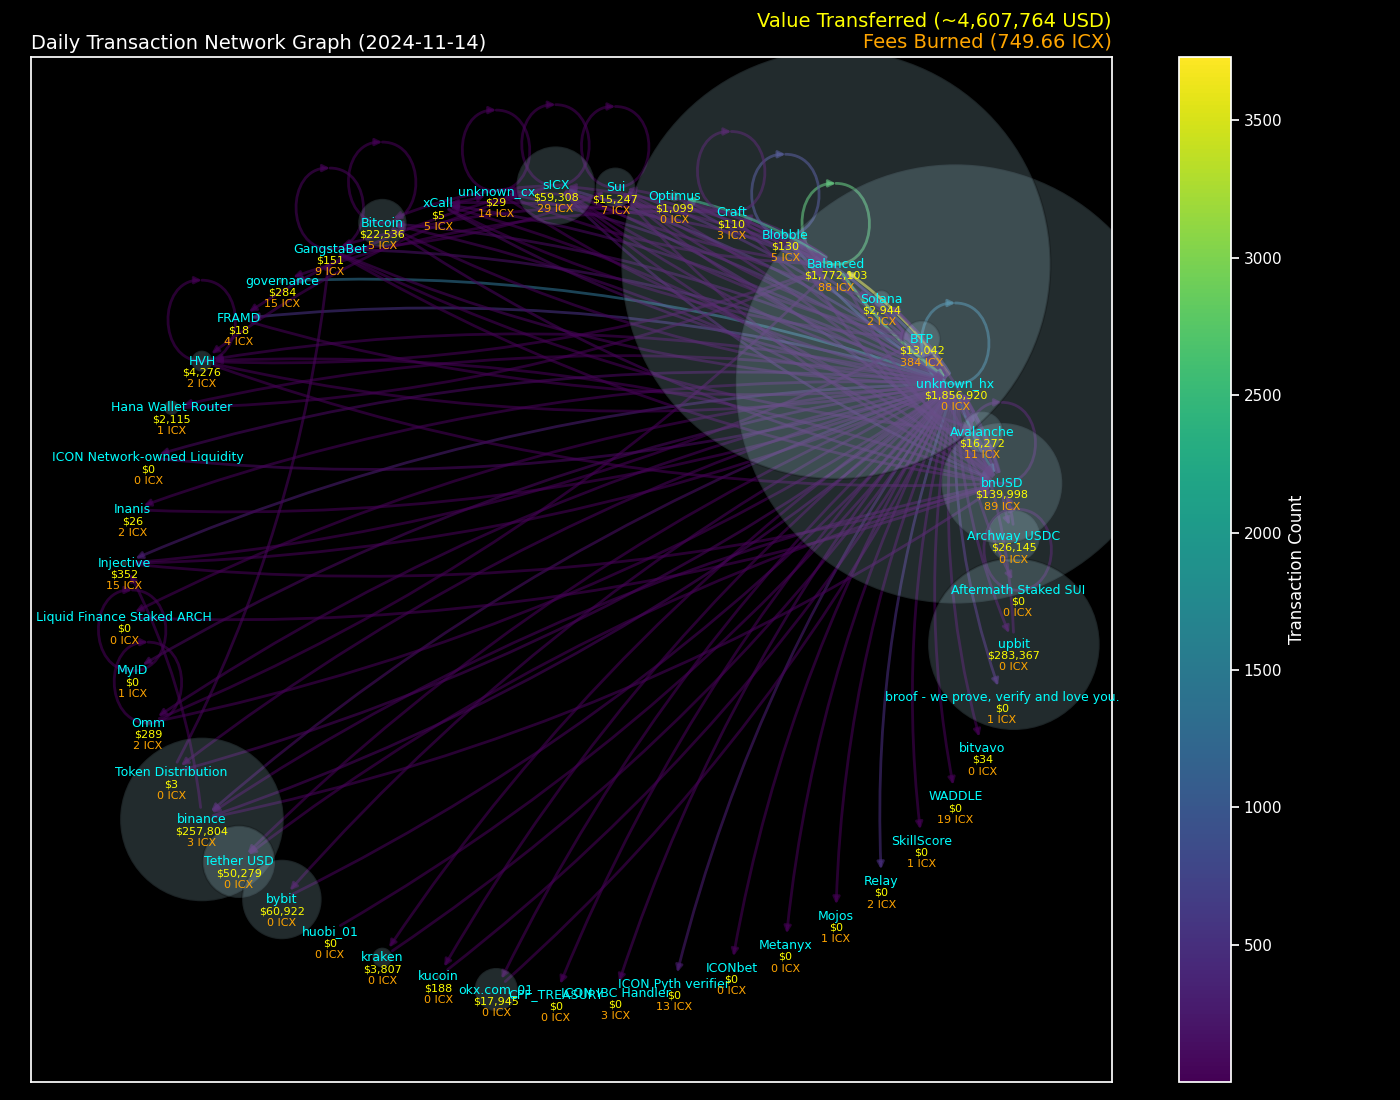 Value Transferred (~4,607,764 USD)
Daily Transaction Network Graph (2024-11-14)
Fees Burned (749.66 ICX)
sICX
$59,308
29 ICX
Sui
$15,247
7 ICX
unknown_cx
$29
14 ICX
Optimus
$1,099
0 ICX
xCall
$5
5 ICX
Craft
$110
3 ICX
Bitcoin
$22,536
5 ICX
Blobble
$130
5 ICX
GangstaBet
$151
9 ICX
Balanced
88 ICX
governance
$284
15 ICX
Solana
$2,944
2 ICX
FRAMD
$18
4 ICX
BTP
$13,042
384 ICX
HVH
$4,276
2 ICX
unknown_hx
$1,856,920
0 ICX
Hana Wallet Router
$2,115
1 ICX
Avalanche
$16,272
11 ICX
ICON Network-owned Liquidity
$0
0 ICX
bnUSD
$139,998
89 ICX
Inanis
$26
2 ICX
Archway USDC
$26,145
0 ICX
Injective
$352
15 ICX
Aftermath Staked SUI
$0
0 ICX
Liquid Finance Staked ARCH
$0
0 ICX
upbit
$283,367
0 ICX
MyID
$0
1 ICX
broof - we prove, verify and love you.
$0
1 ICX
Omm
$289
2 ICX
bitvavo
$34
0 ICX
Token Distribution
$3
0 ICX
WADDLE
$0
19 ICX
binance
$257,804
3 ICX
SkillScore
$0
1 ICX
Tether USD
$50,279
0 ICX
Relay
$0
2 ICX
bybit
$60,922
0 ICX
Mojos
$0
1 ICX
huobi_01
$0
0 ICX
Metanyx
$0
0 ICX
kraken
$3,807
0 ICX
ICONbet
$0
0 ICX
kucoin
$188
0 ICX
ICON Pyth verifier
$0
13 ICX
okx.com_01
$17,945
0 ICX
CPF_TREASURY
$0
0 ICX
ICON IBC Handler
$0
3 ICX
3500
3000
2500
2000
1500
1000
500
Transaction Count